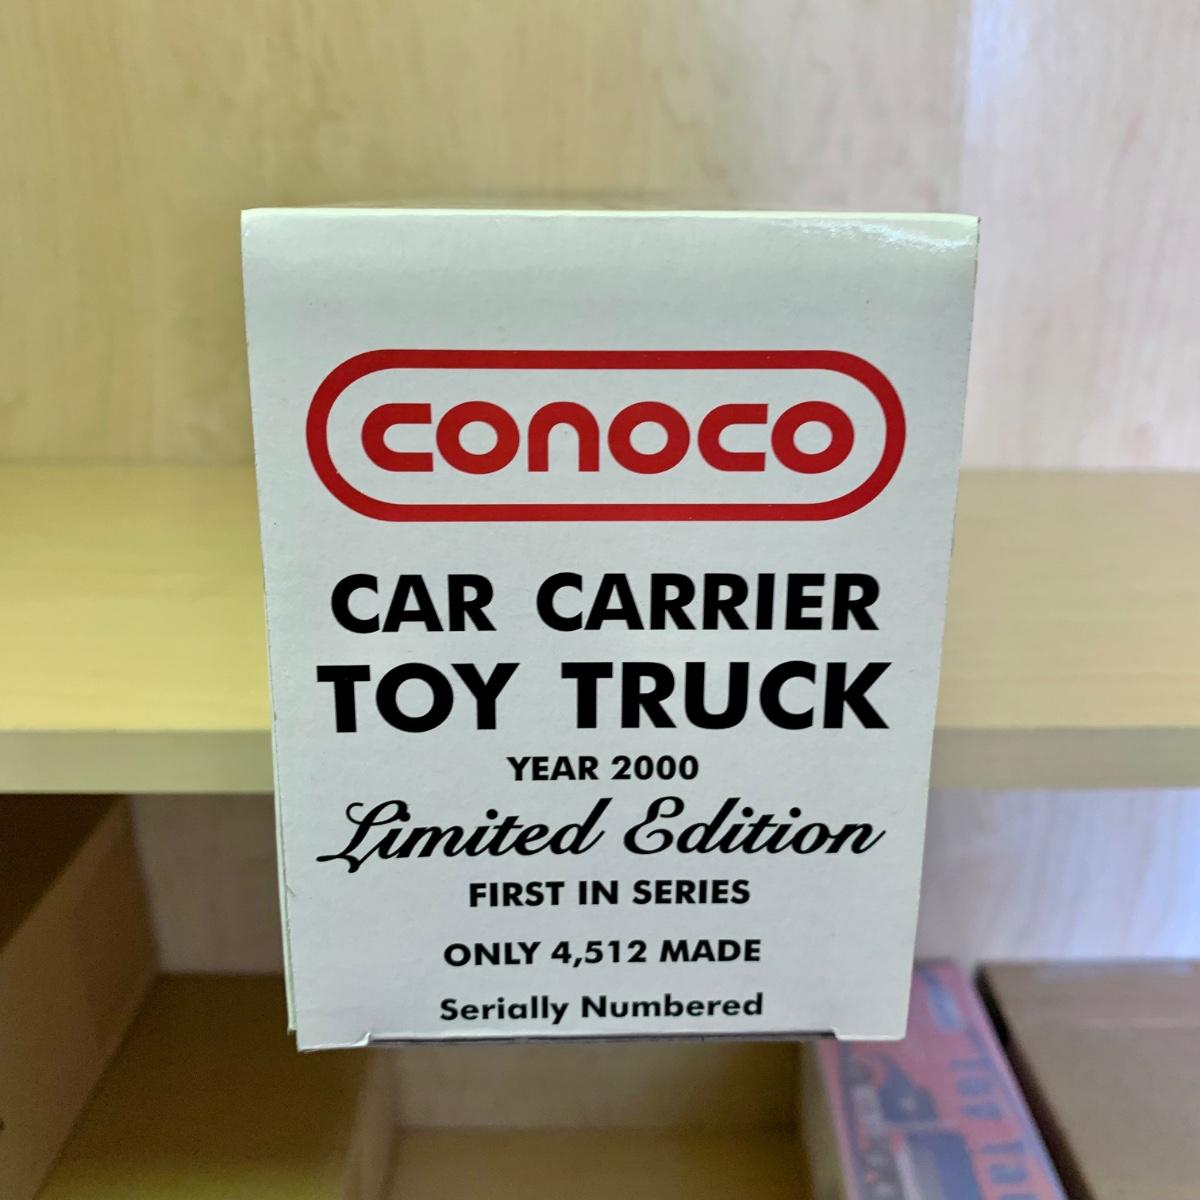 conoco
CAR CARRIER
TOY TRUCK
YEAR 2000
Limited Edition
FIRST IN SERIES
ONLY 4,512 MADE
Serially Numbered